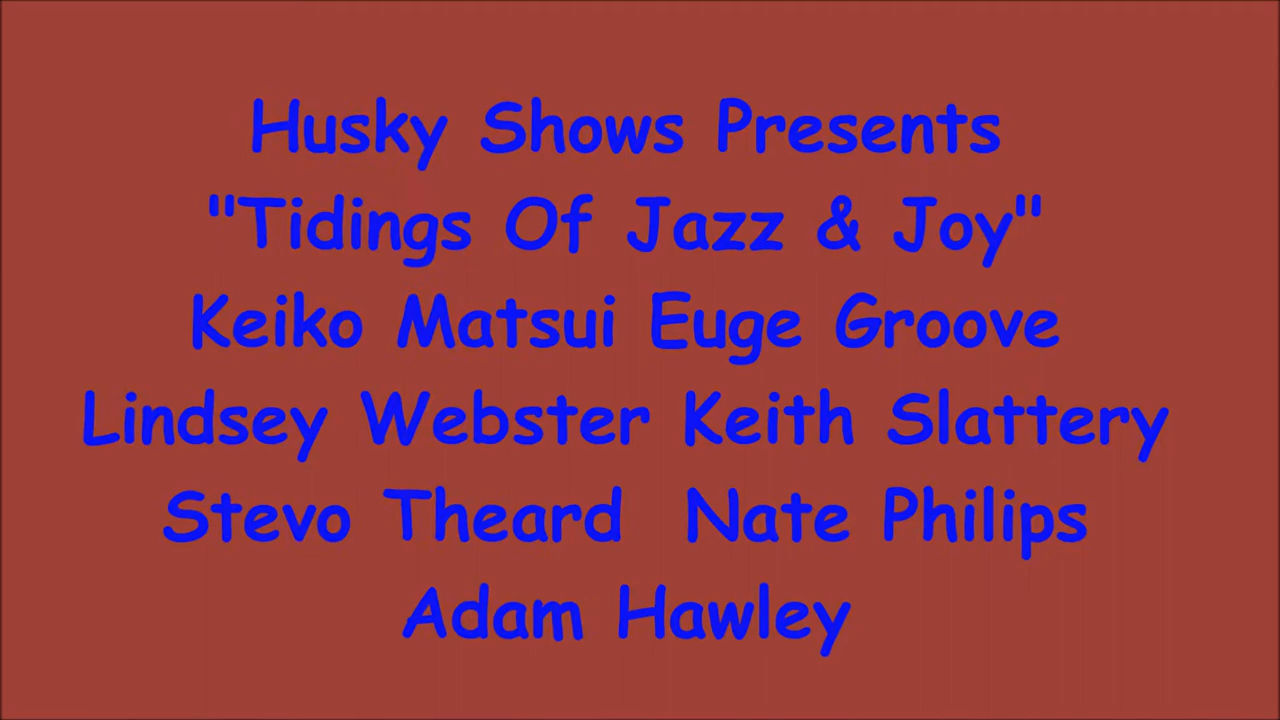 Husky Shows Presents
"Tidings Of Jazz & Joy"
Keiko Matsui Euge Groove
Lindsey Webster Keith Slattery
Stevo Theard  Nate Philips
Adam Hawley